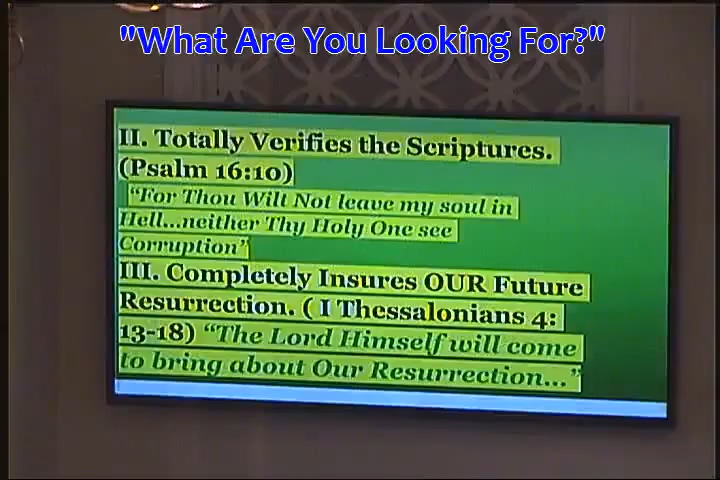 "What Are You Looking For?"
II. Totally Verifies the Scriptures.
(Psalm 16:10)
“For Thou Will Not leave my soul in
Hell...neither Thy Holy One see
Corruption”
III. Completely Insures OUR Future
Resurrection. ( I Thessalonians 4:
13-18) “The Lord Himself will come
to bring about Our Resurrection...”